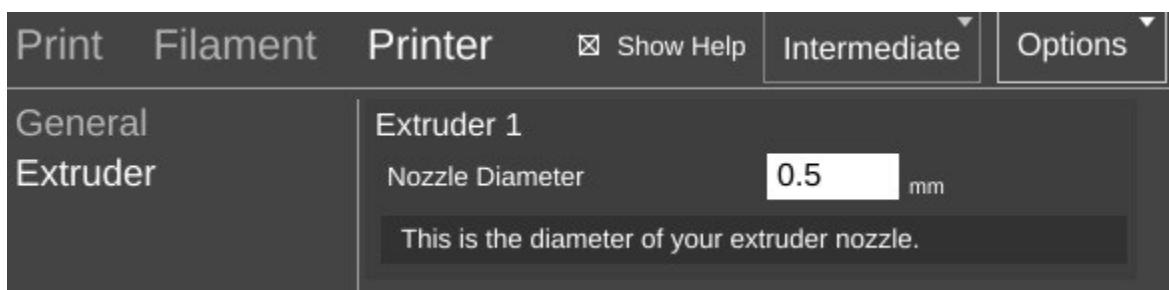 Print Filament Printer Show Help Intermediate Options
General
Extruder
Extruder 1
Nozzle Diameter 0.5 mm
This is the diameter of your extruder nozzle.